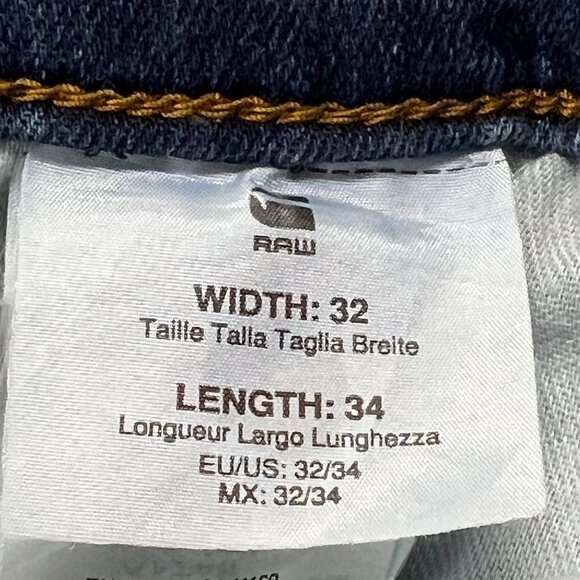 RAW
WIDTH: 32
Taille Talla Taglia Breite
LENGTH: 34
Longueur Largo Lunghezza
EU/US: 32/34
MX: 32/34